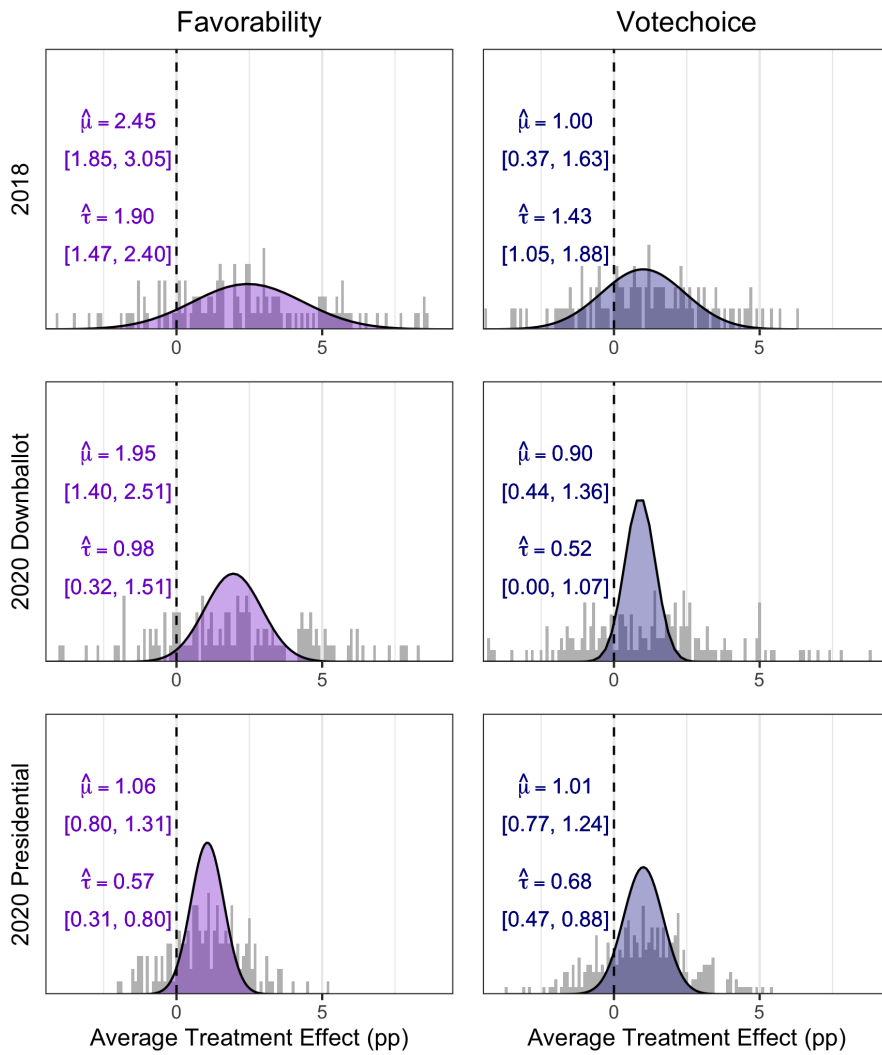 Favorability
Votechoice
2018
μ̂ = 2.45
[1.85, 3.05]
τ̂ = 1.90
[1.47, 2.40]
0 5
μ̂ = 1.00
[0.37, 1.63]
τ̂ = 1.43
[1.05, 1.88]
0 5
2020 Downballot
μ̂ = 1.95
[1.40, 2.51]
τ̂ = 0.98
[0.32, 1.51]
0 5
μ̂ = 0.90
[0.44, 1.36]
τ̂ = 0.52
[0.00, 1.07]
0 5
2020 Presidential
μ̂ = 1.06
[0.80, 1.31]
τ̂ = 0.57
[0.31, 0.80]
0 5
Average Treatment Effect (pp)
μ̂ = 1.01
[0.77, 1.24]
τ̂ = 0.68
[0.47, 0.88]
0 5
Average Treatment Effect (pp)